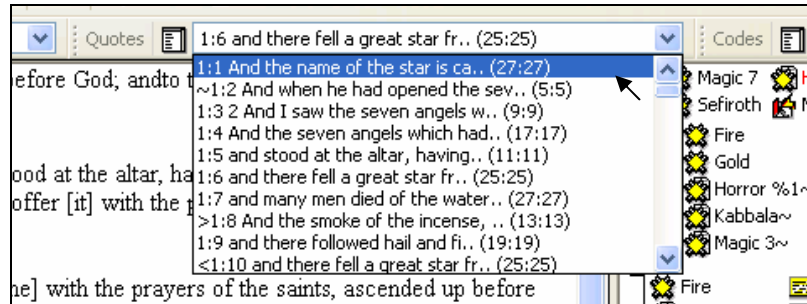 Quotes 1:6 and there fell a great star fr.. (25:25) Codes
1:1 And the name of the star is ca.. (27:27)
~1:2 And when he had opened the sev.. (5:5)
1:3 2 And I saw the seven angels w.. (9:9)
1:4 And the seven angels which had.. (17:17)
1:5 and stood at the altar, having.. (11:11)
1:6 and there fell a great star fr.. (25:25)
1:7 and many men died of the water.. (27:27)
>1:8 And the smoke of the incense, .. (13:13)
1:9 and there followed hail and fi.. (19:19)
<1:10 and there fell a great star fr.. (25:25)
efore God; andto t
ood at the altar, ha
offer [it] with the p
ne] with the prayers of the saints, ascended up before
Magic 7 H
Sefiroth
Fire
Gold
Horror %1~
Kabbala~
Magic 3~
Fire